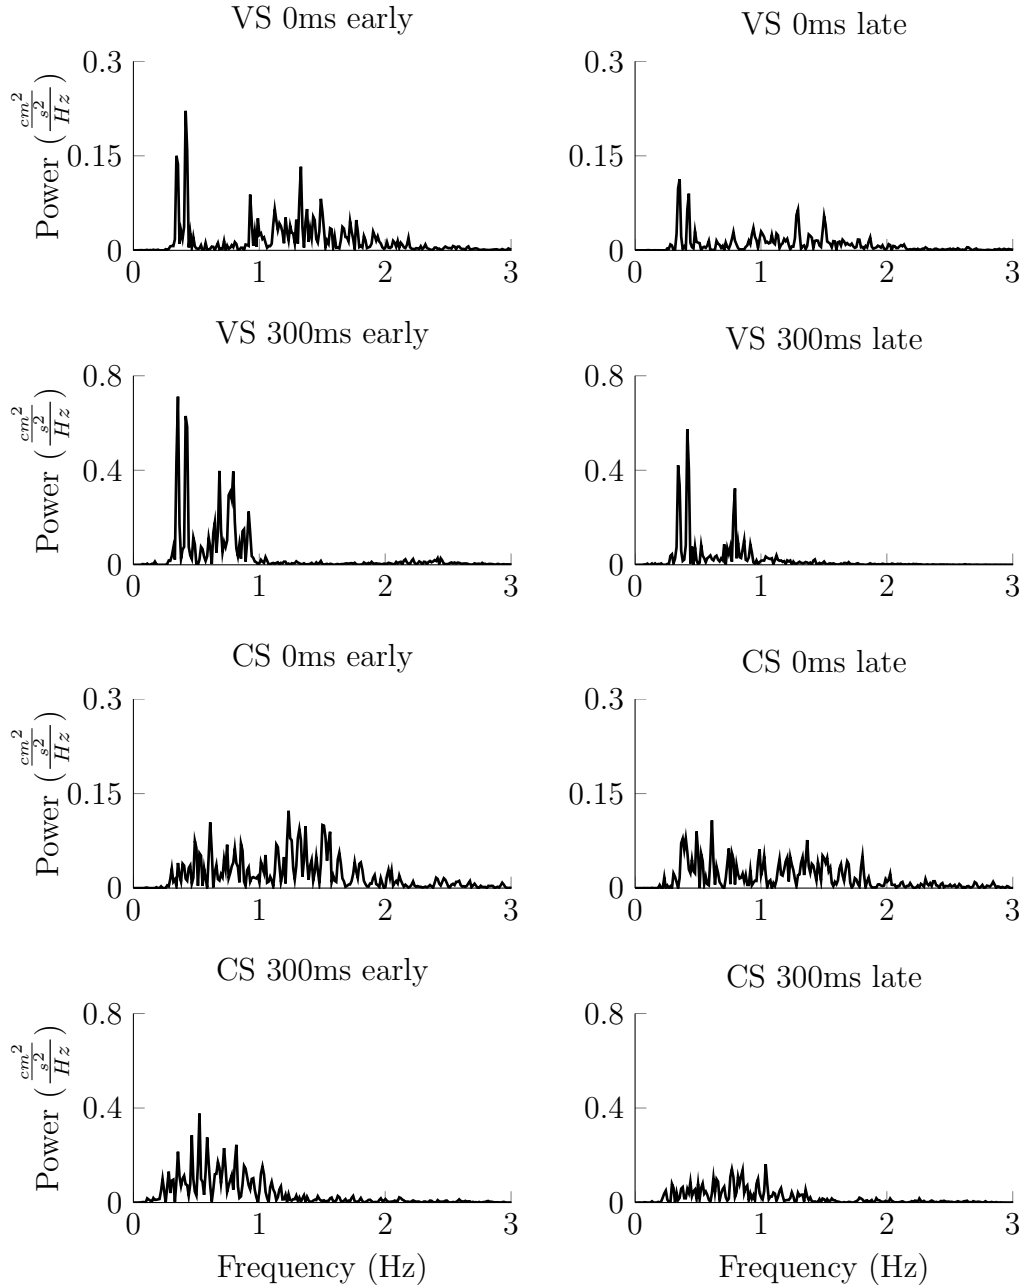 VS 0ms early
VS 0ms late
0.3
0.15
0
0 1 2 3
Power (cm²/s²/Hz)
0.3
0.15
0
0 1 2 3
VS 300ms early
VS 300ms late
0.8
0.4
0
0 1 2 3
Power (cm²/s²/Hz)
0.8
0.4
0
0 1 2 3
CS 0ms early
CS 0ms late
0.3
0.15
0
0 1 2 3
Power (cm²/s²/Hz)
0.3
0.15
0
0 1 2 3
CS 300ms early
CS 300ms late
0.8
0.4
0
0 1 2 3
Power (cm²/s²/Hz)
Frequency (Hz)
0.8
0.4
0
0 1 2 3
Frequency (Hz)